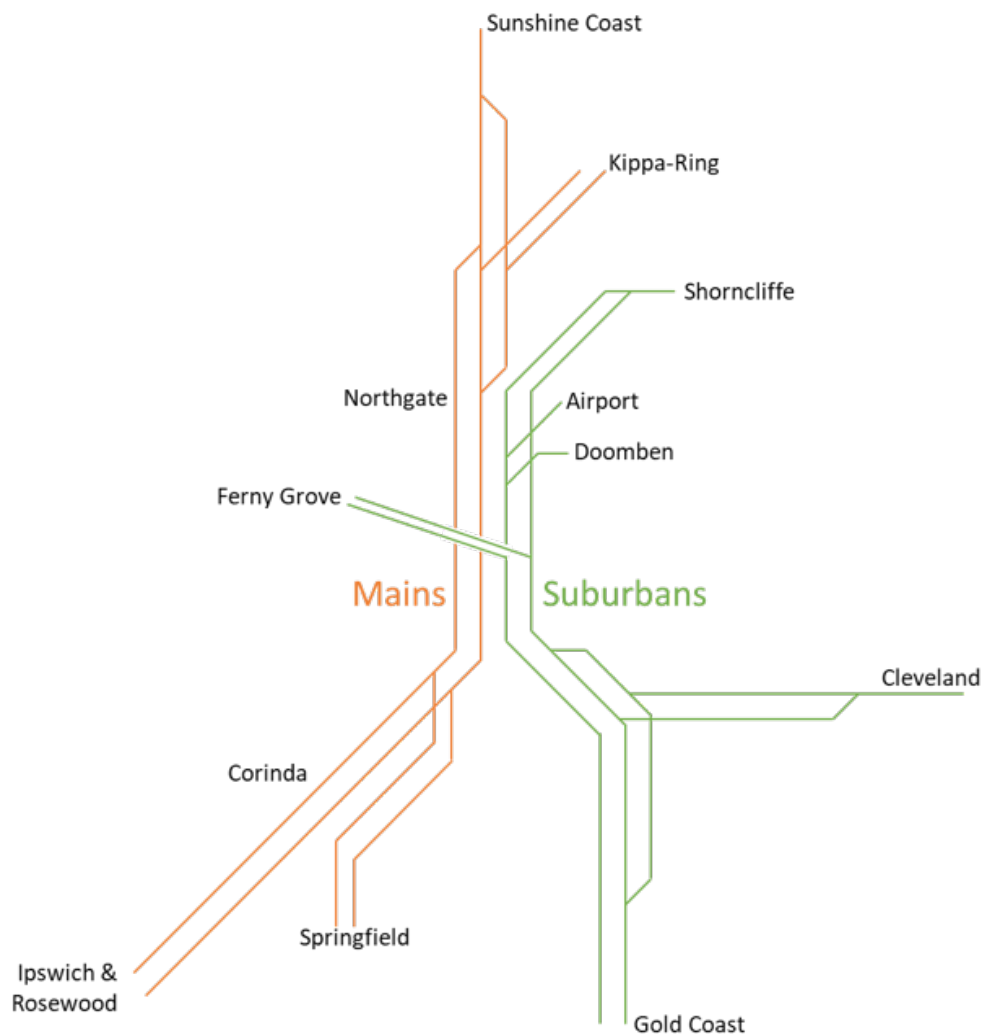 Sunshine Coast
Kippa-Ring
Shorncliffe
Northgate
Airport
Doomben
Ferny Grove
Mains
Suburbans
Cleveland
Corinda
Springfield
Ipswich &
Rosewood
Gold Coast